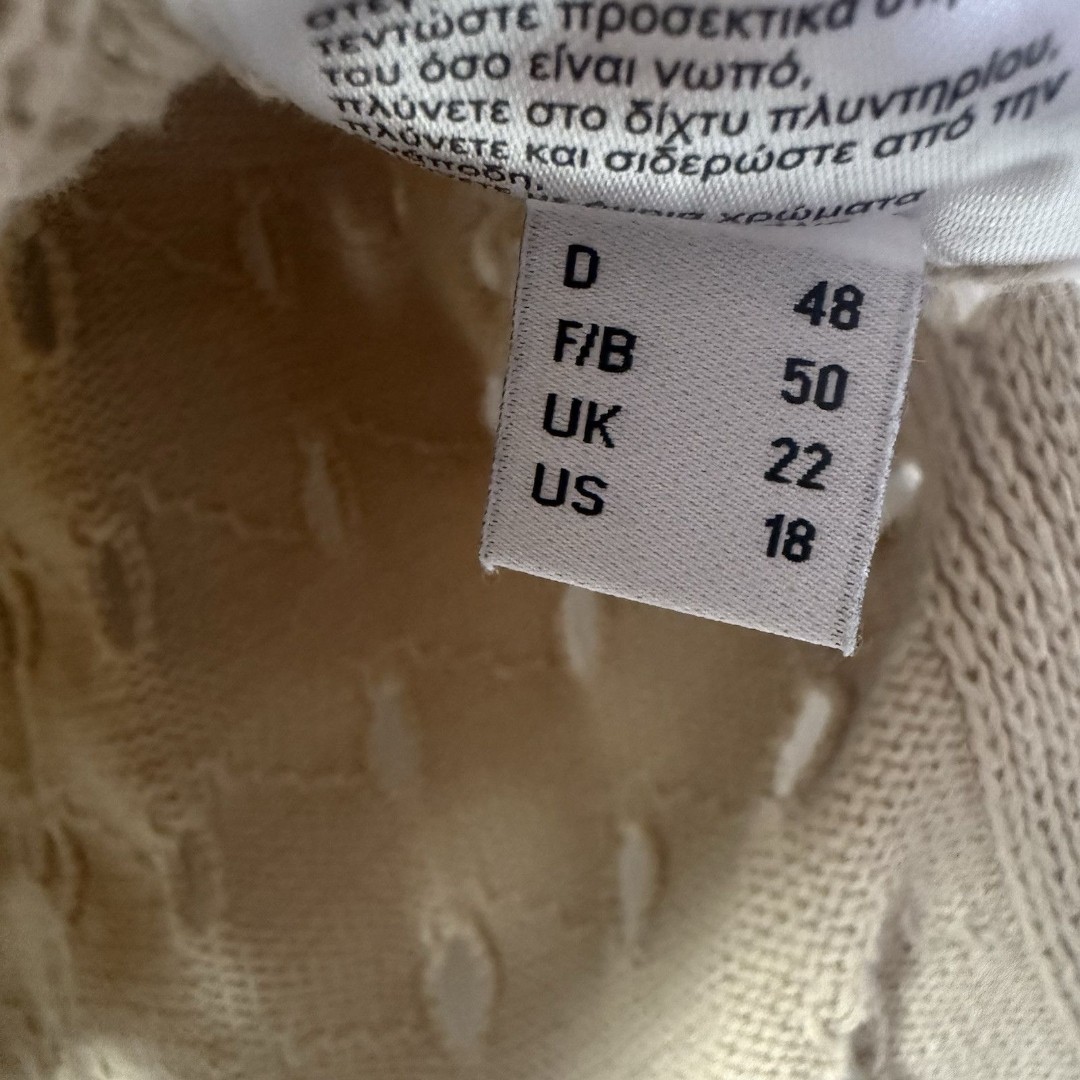 τεντώστε προσεκτικά
του όσο είναι νωπό,
πλύνετε στο δίχτυ πλυντηρίου,
πλύνετε και σιδερώστε από την
χρώματα
D 48
F/B 50
UK 22
US 18